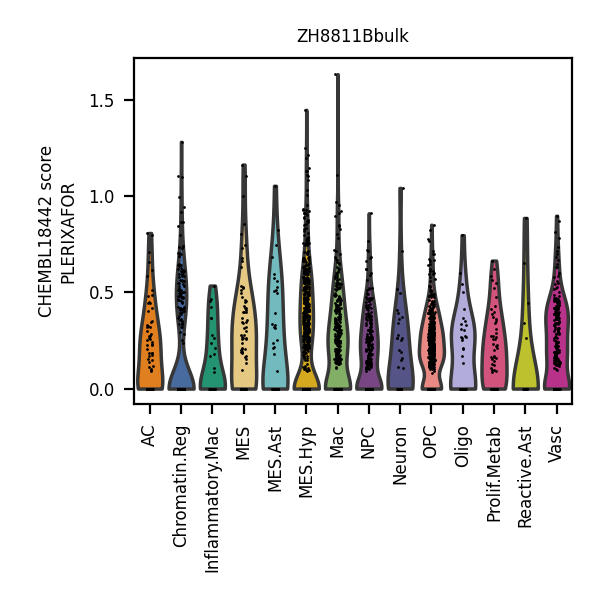 ZH8811Bbulk
CHEMBL18442 score
PLERIXAFOR
1.5
1.0
0.5
0.0
AC
Chromatin.Reg
Inflammatory.Mac
MES
MES.Ast
MES.Hyp
Mac
NPC
Neuron
OPC
Oligo
Prolif.Metab
Reactive.Ast
Vasc